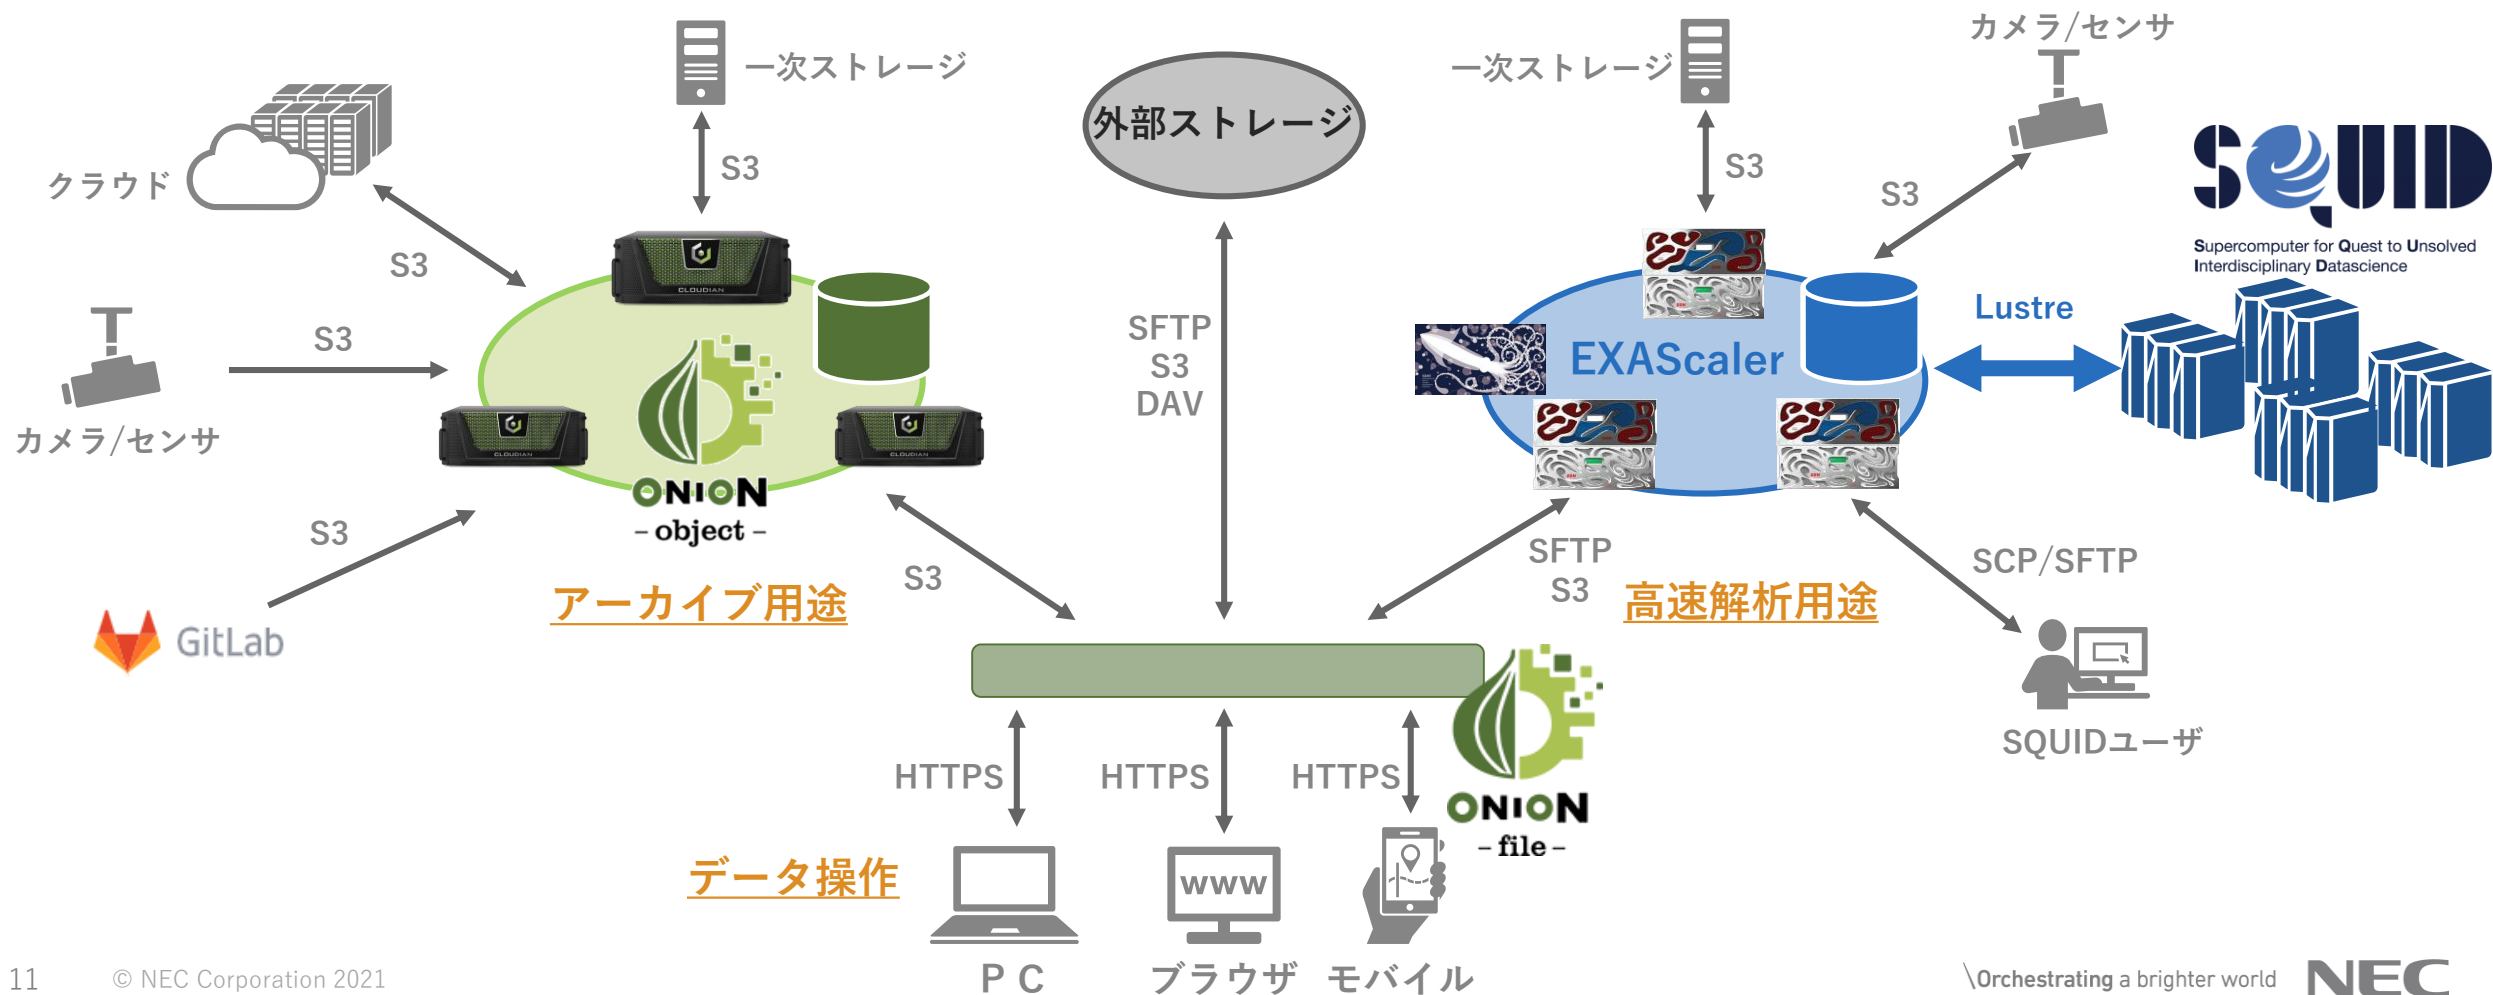 一次ストレージ
S3
クラウド
S3
カメラ/センサ
S3
GitLab
S3
CLOUDIAN
CLOUDIAN
CLOUDIAN
ONION
– object –
アーカイブ用途
S3
外部ストレージ
SFTP
S3
DAV
一次ストレージ
S3
カメラ/センサ
S3
SQUID
Supercomputer for Quest to Unsolved
Interdisciplinary Datascience
Lustre
EXAScaler
SFTP
S3
高速解析用途
SCP/SFTP
SQUIDユーザ
HTTPS
HTTPS
HTTPS
ONION
– file –
データ操作
www
ＰＣ
ブラウザ
モバイル
11
© NEC Corporation 2021
\Orchestrating a brighter world
NEC